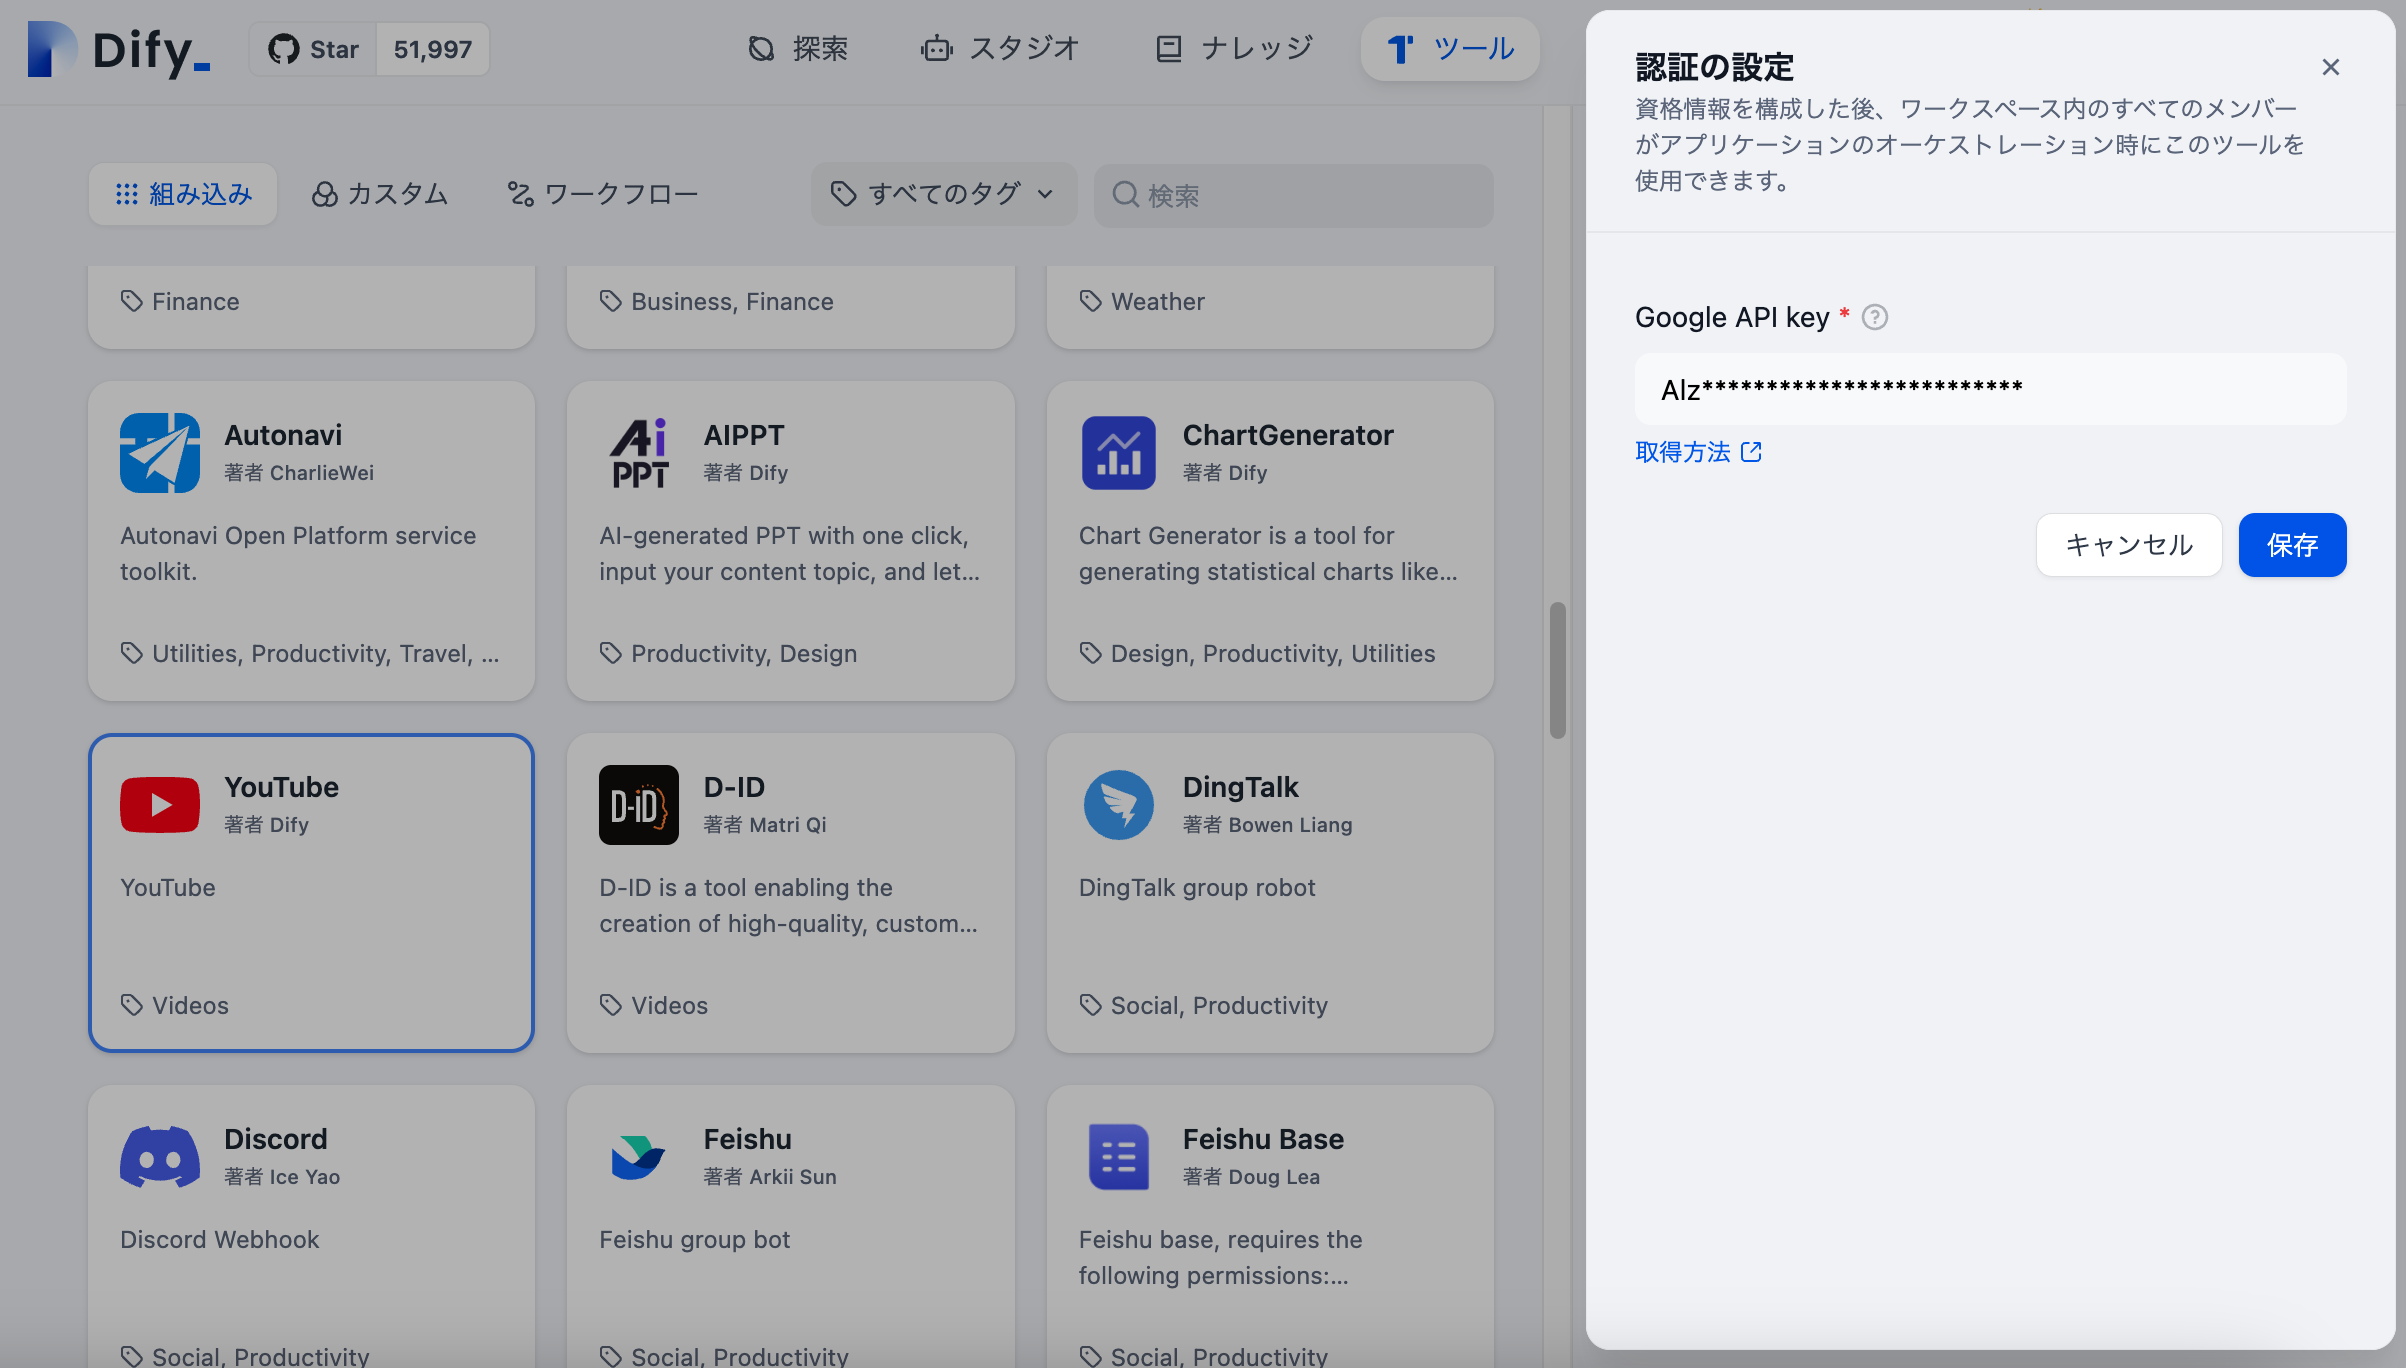 Dify_
Star 51,997
探索
スタジオ
ナレッジ
ツール
組み込み
カスタム
ワークフロー
すべてのタグ
検索
Finance
Business, Finance
Weather
Autonavi
著者 CharlieWei
Autonavi Open Platform service
toolkit.
Utilities, Productivity, Travel, ...
Ai
PPT
AIPPT
著者 Dify
AI-generated PPT with one click,
input your content topic, and let...
Productivity, Design
ChartGenerator
著者 Dify
Chart Generator is a tool for
generating statistical charts like...
Design, Productivity, Utilities
YouTube
著者 Dify
YouTube
Videos
D-iD
D-ID
著者 Matri Qi
D-ID is a tool enabling the
creation of high-quality, custom...
Videos
DingTalk
著者 Bowen Liang
DingTalk group robot
Social, Productivity
Discord
著者 Ice Yao
Discord Webhook
Social, Productivity
Feishu
著者 Arkii Sun
Feishu group bot
Social, Productivity
Feishu Base
著者 Doug Lea
Feishu base, requires the
following permissions:...
Social, Productivity
認証の設定
資格情報を構成した後、ワークスペース内のすべてのメンバー
がアプリケーションのオーケストレーション時にこのツールを
使用できます。
Google API key *
AIz*************************
取得方法
キャンセル
保存